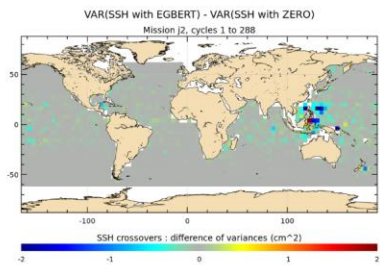 VAR(SSH with EGBERT) - VAR(SSH with ZERO)
Mission j2, cycles 1 to 288
50
0
-50
-100 0 100
SSH crossovers : difference of variances (cm^2)
-2 -1 0 1 2